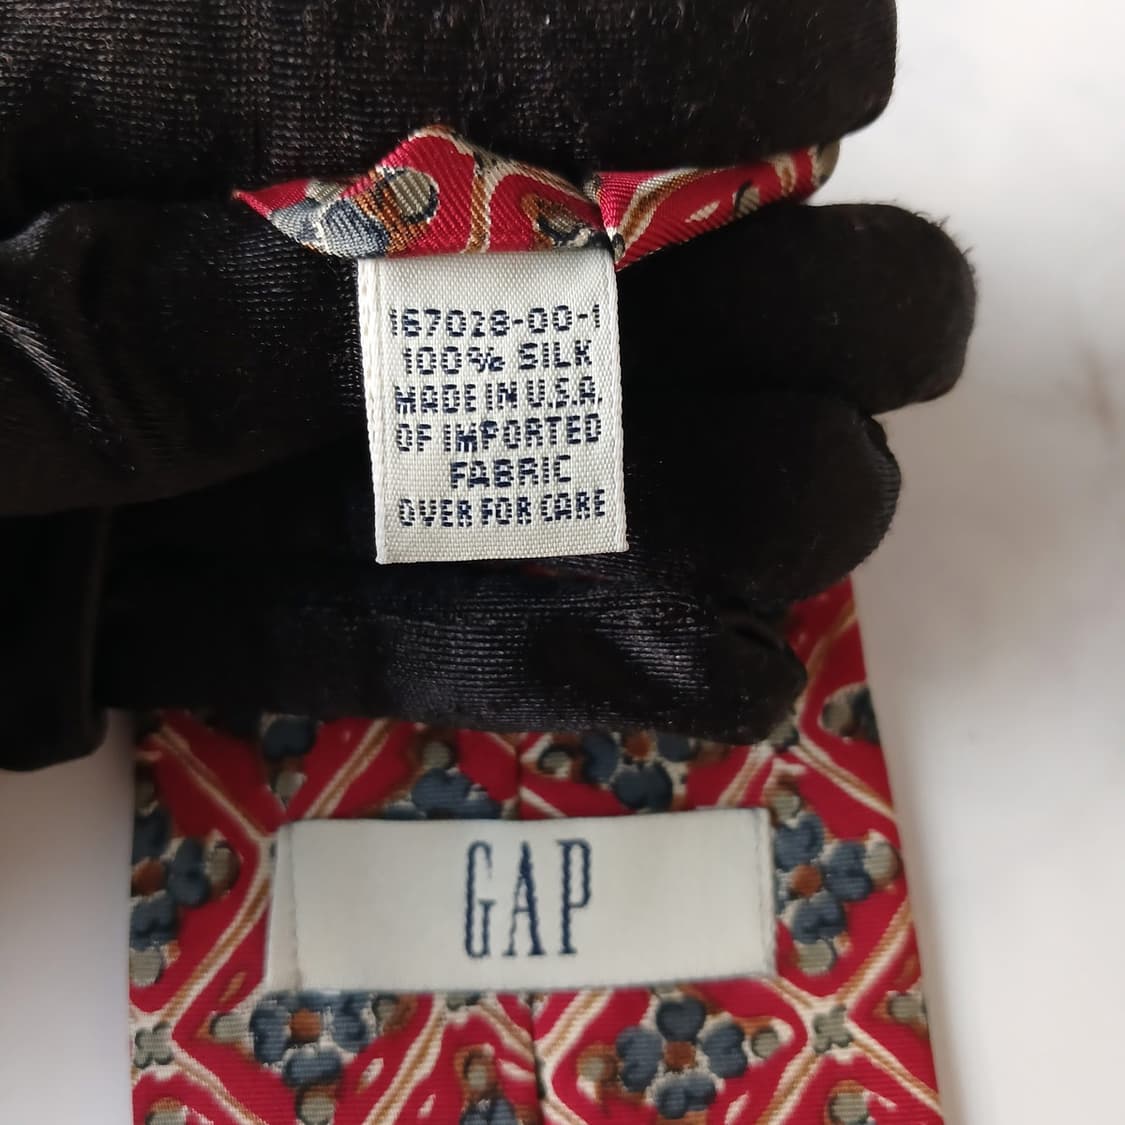 167028-00-1
100% SILK
MADE IN U.S.A.
OF IMPORTED
FABRIC
OVER FOR CARE
GAP